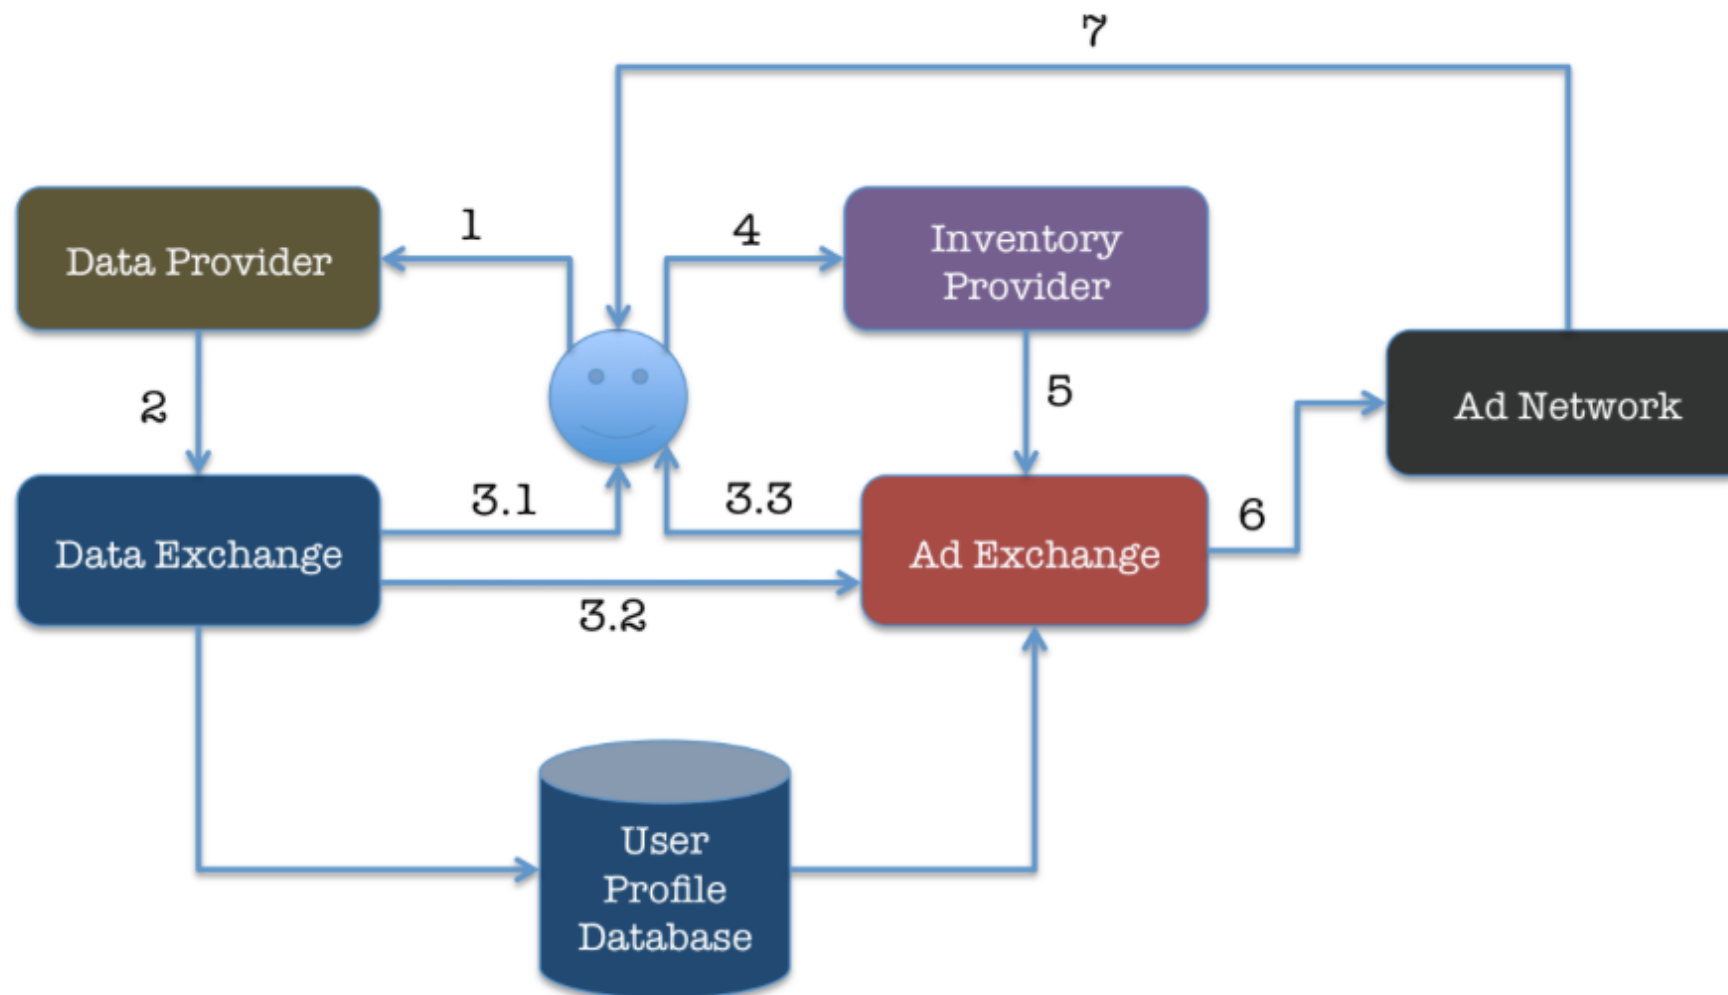 7
1
4
Data Provider
Inventory
Provider
2
5
Ad Network
3.1
3.3
6
Data Exchange
Ad Exchange
3.2
User
Profile
Database